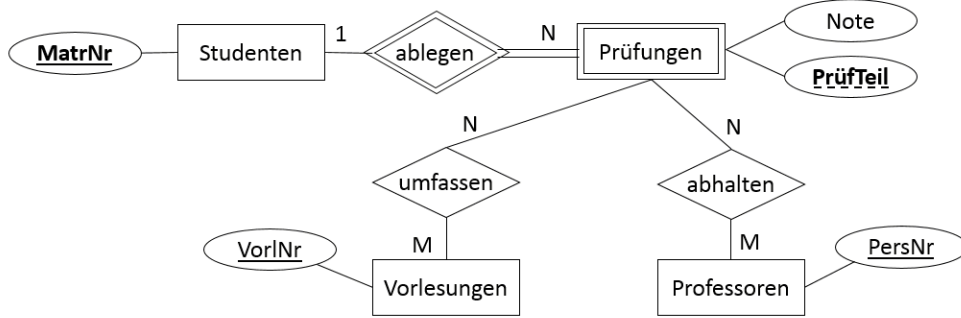 Note
1
N
MatrNr
Studenten
ablegen
Prüfungen
PrüfTeil
N
N
umfassen
abhalten
M
M
VorlNr
PersNr
Vorlesungen
Professoren